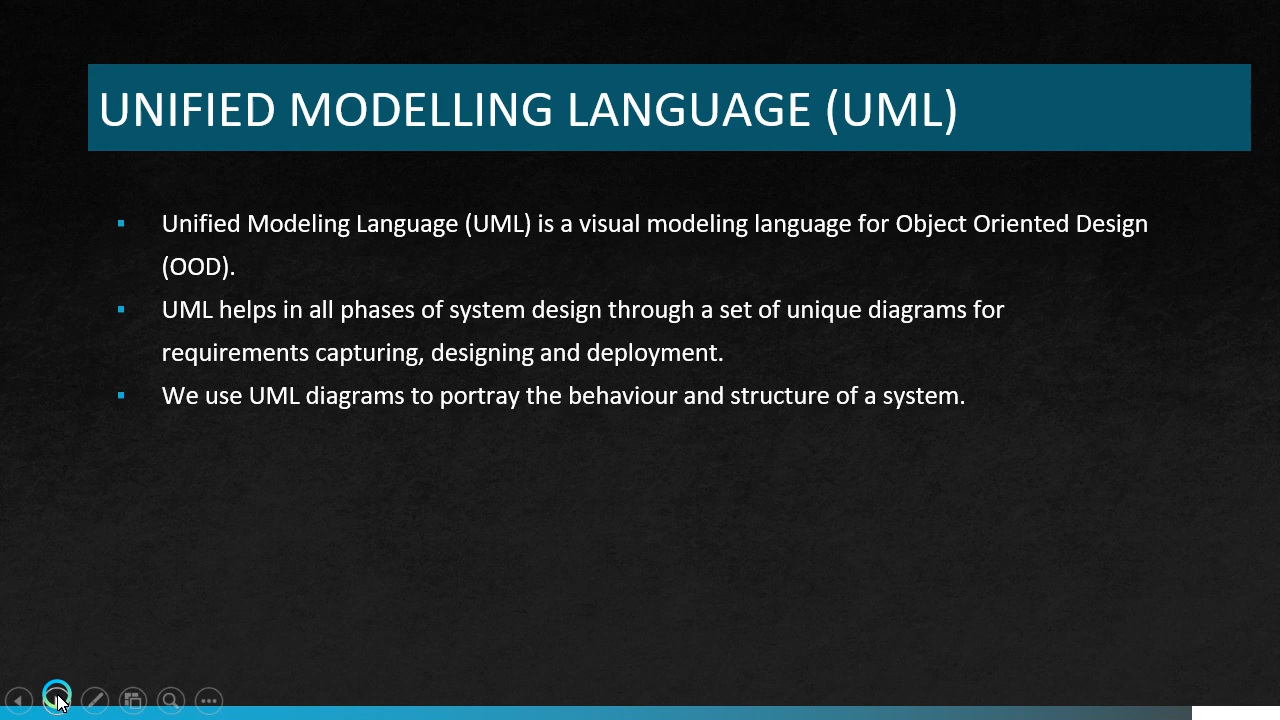 UNIFIED MODELLING LANGUAGE (UML)
Unified Modeling Language (UML) is a visual modeling language for Object Oriented Design
(OOD).
UML helps in all phases of system design through a set of unique diagrams for
requirements capturing, designing and deployment.
We use UML diagrams to portray the behaviour and structure of a system.